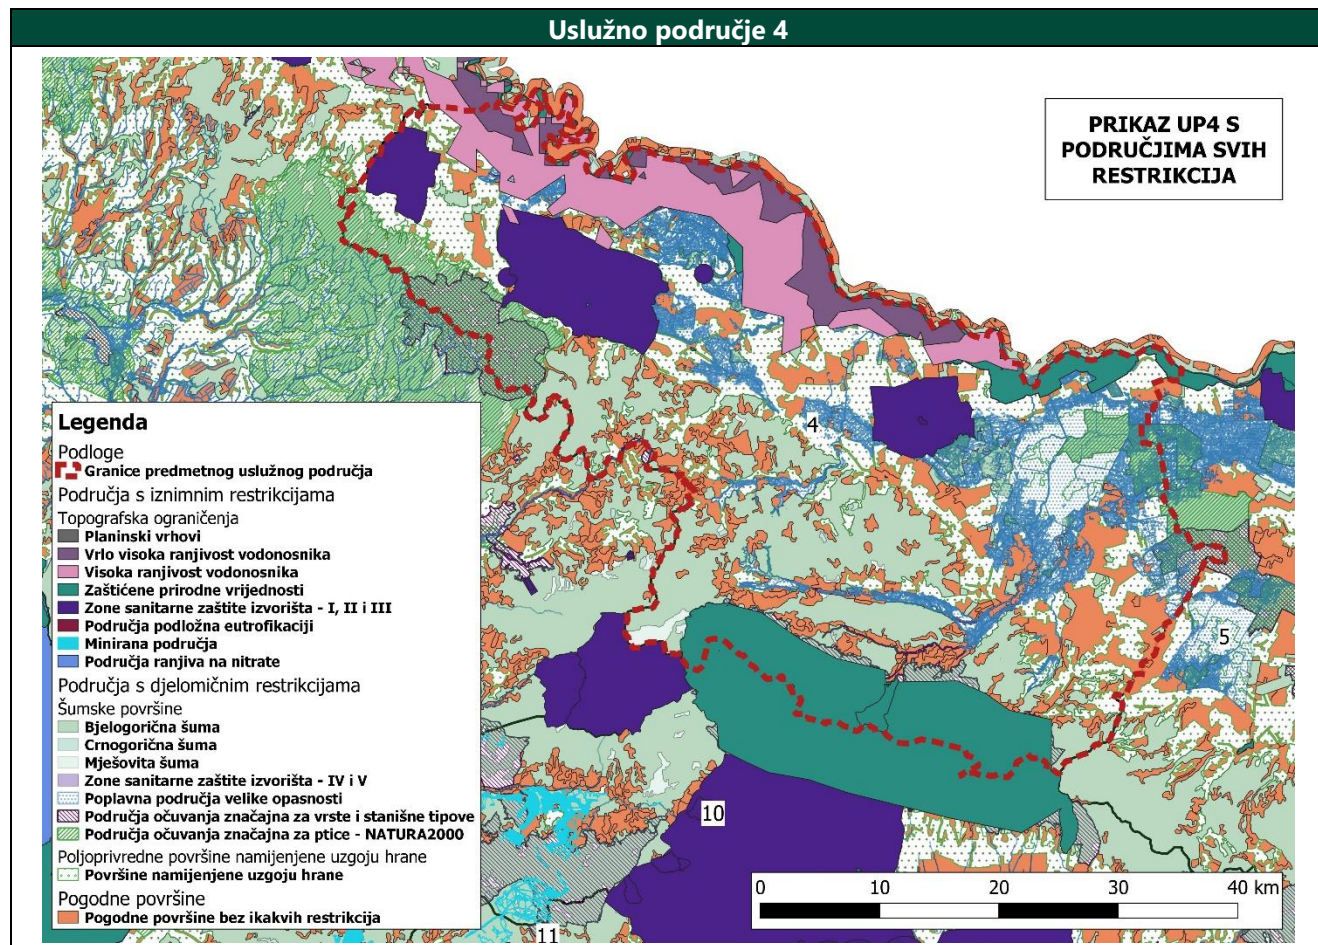 Uslužno područje 4
PRIKAZ UP4 S
PODRUČJIMA SVIH
RESTRIKCIJA
4
5
10
11
Legenda
Podloge
Granice predmetnog uslužnog područja
Područja s iznimnim restrikcijama
Topografska ograničenja
Planinski vrhovi
Vrlo visoka ranjivost vodonosnika
Visoka ranjivost vodonosnika
Zaštićene prirodne vrijednosti
Zone sanitarne zaštite izvorišta - I, II i III
Područja podložna eutrofikaciji
Minirana područja
Područja ranjiva na nitrate
Područja s djelomičnim restrikcijama
Šumske površine
Bjelogorična šuma
Crnogorična šuma
Mješovita šuma
Zone sanitarne zaštite izvorišta - IV i V
Poplavna područja velike opasnosti
Područja očuvanja značajna za vrste i stanišne tipove
Područja očuvanja značajna za ptice - NATURA2000
Poljoprivredne površine namijenjene uzgoju hrane
Površine namijenjene uzgoju hrane
Pogodne površine
Pogodne površine bez ikakvih restrikcija
0 10 20 30 40 km